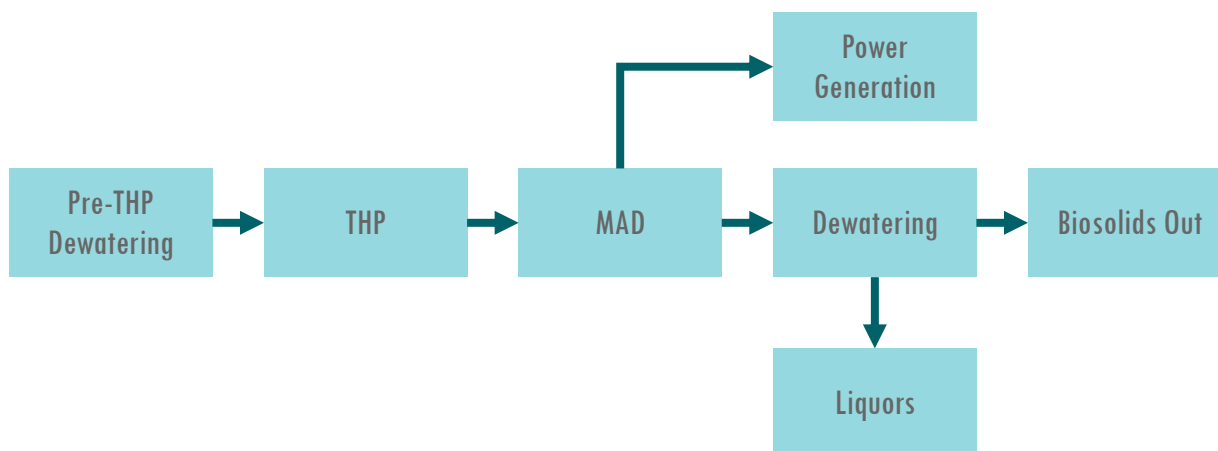 Power
Generation
Pre-THP
Dewatering
THP
MAD
Dewatering
Biosolids Out
Liquors